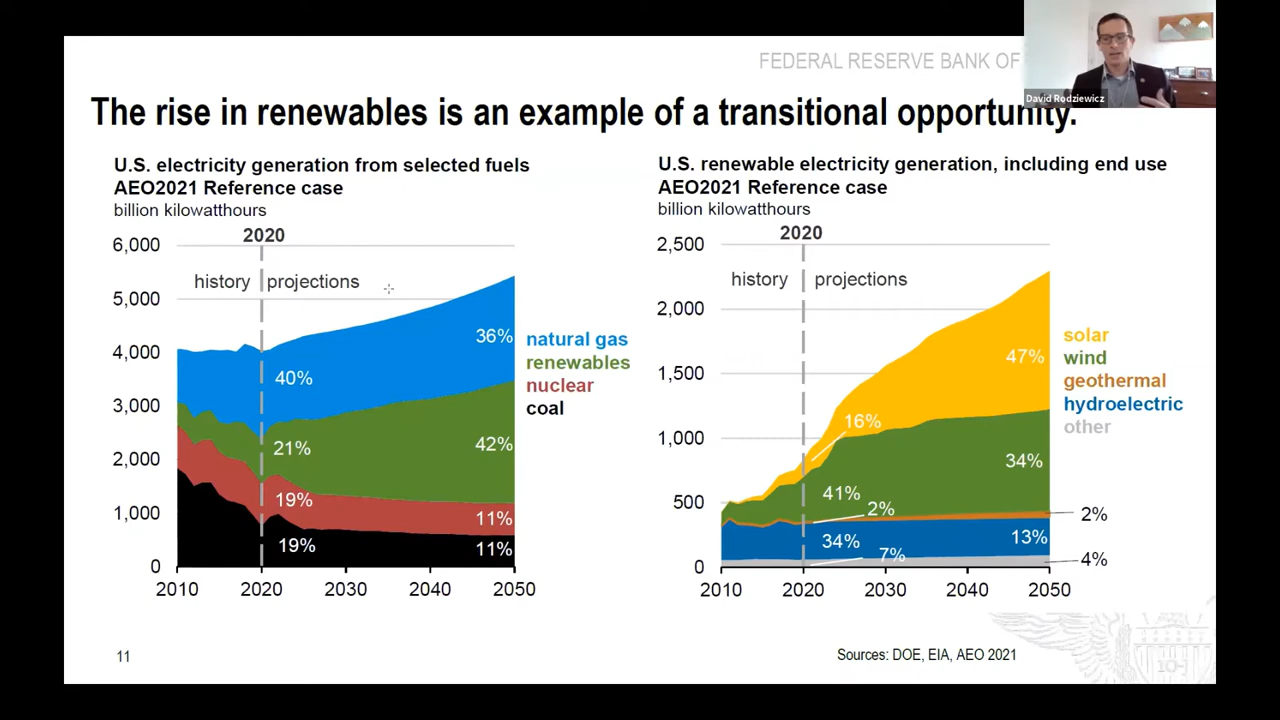 FEDERAL RESERVE BANK OF
David Rodziewicz
The rise in renewables is an example of a transitional opportunity.
U.S. electricity generation from selected fuels
AEO2021 Reference case
billion kilowatthours
2020
6,000
history
projections
5,000
4,000
3,000
2,000
1,000
0
36%
40%
21%
42%
19%
11%
19%
11%
natural gas
renewables
nuclear
coal
2010
2020
2030
2040
2050
U.S. renewable electricity generation, including end use
AEO2021 Reference case
billion kilowatthours
2020
2,500
history
projections
2,000
1,500
1,000
500
0
47%
16%
34%
41%
2%
2%
34%
13%
7%
4%
solar
wind
geothermal
hydroelectric
other
2010
2020
2030
2040
2050
11
Sources: DOE, EIA, AEO 2021
10-J